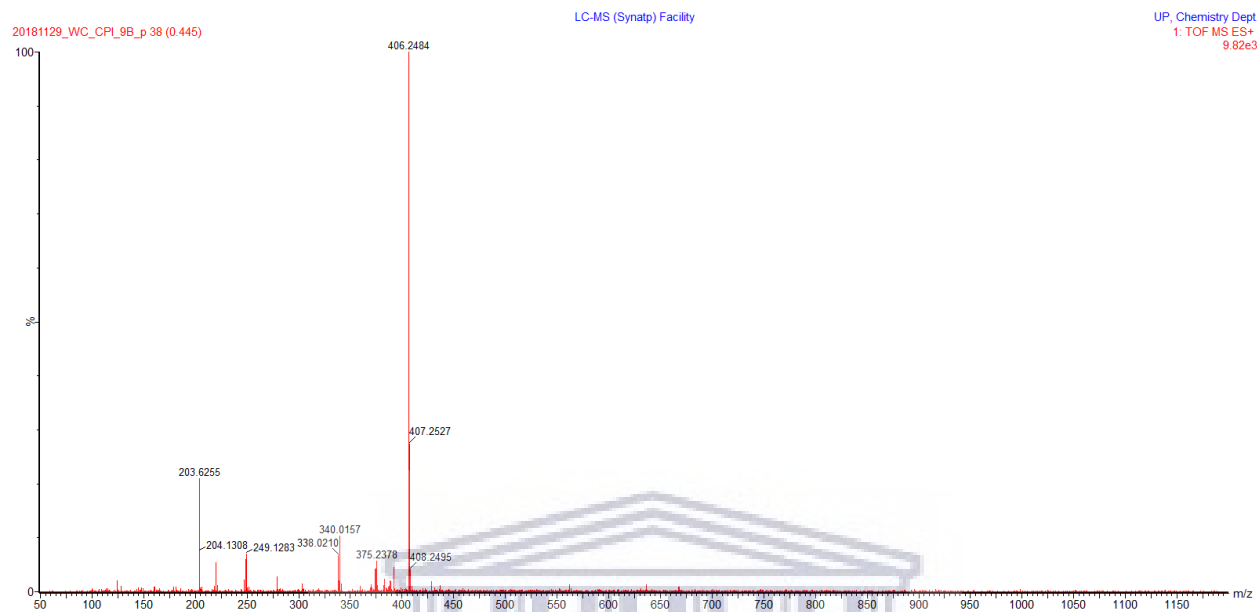 LC-MS (Synatp) Facility
UP, Chemistry Dept
20181129_WC_CPI_9B_p 38 (0.445)
1: TOF MS ES+
9.82e3
100
406.2484
%
407.2527
203.6255
340.0157
338.0210
204.1308
249.1283
375.2378
408.2495
0
50 100 150 200 250 300 350 400 450 500 550 600 650 700 750 800 850 900 950 1000 1050 1100 1150 m/z